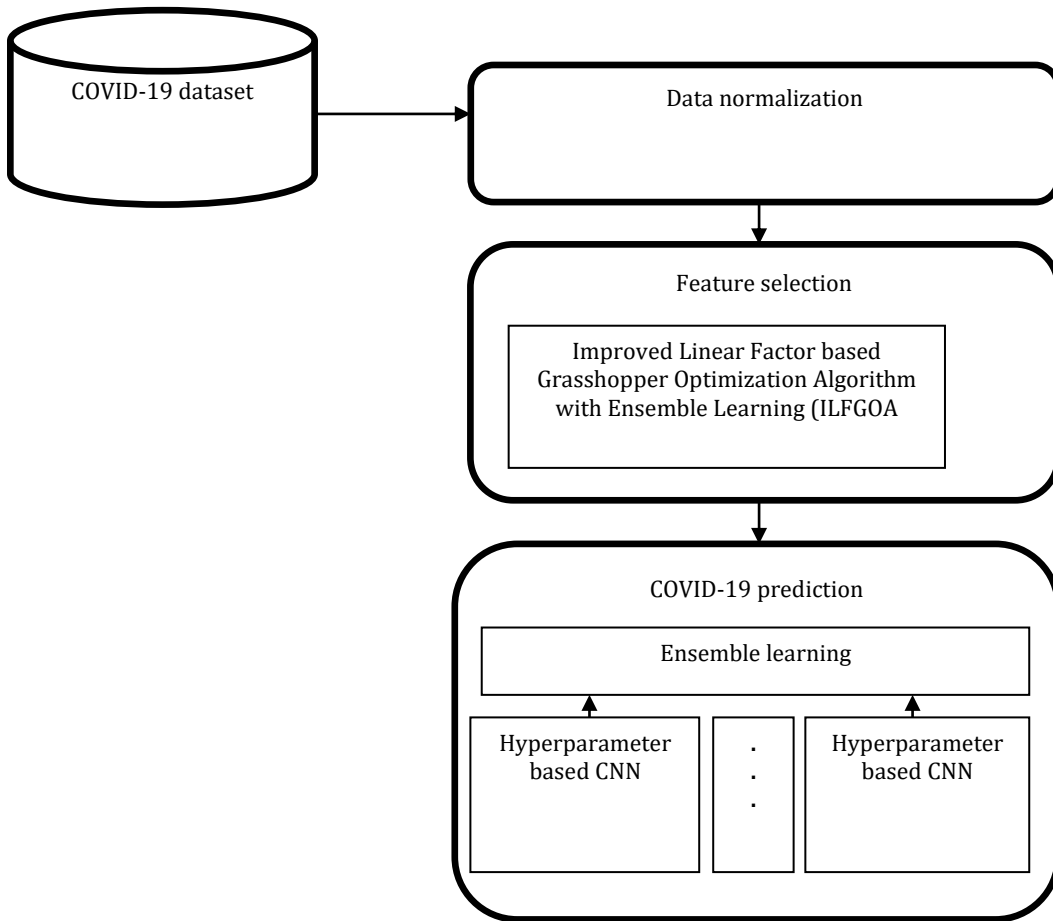 COVID-19 dataset
Data normalization
Feature selection
Improved Linear Factor based
Grasshopper Optimization Algorithm
with Ensemble Learning (ILFGOA
COVID-19 prediction
Ensemble learning
Hyperparameter
based CNN
.
.
.
Hyperparameter
based CNN